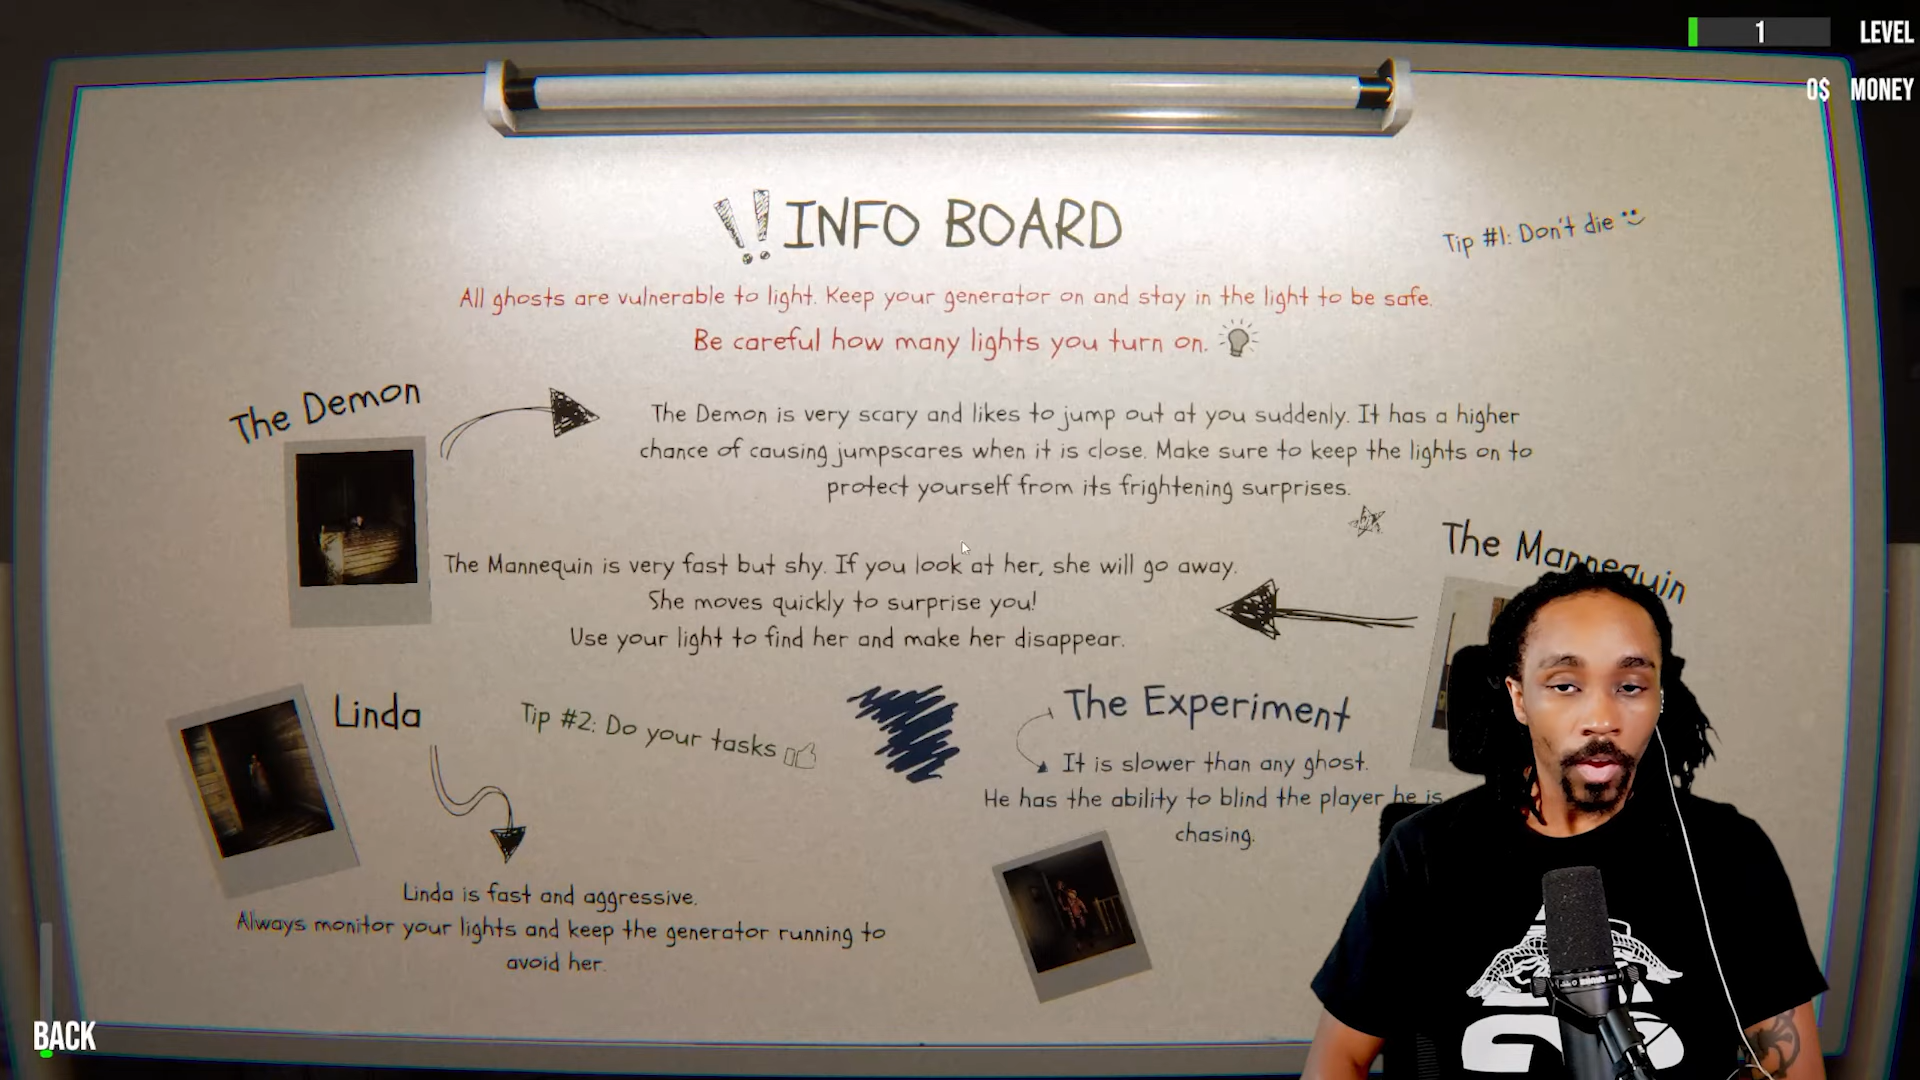 1 LEVEL
0$ MONEY
!! INFO BOARD
Tip #1: Don't die
All ghosts are vulnerable to light. Keep your generator on and stay in the light to be safe.
Be careful how many lights you turn on.
The Demon
The Demon is very scary and likes to jump out at you suddenly. It has a higher
chance of causing jumpscares when it is close. Make sure to keep the lights on to
protect yourself from its frightening surprises.
The Mannequin
The Mannequin is very fast but shy. If you look at her, she will go away.
She moves quickly to surprise you!
Use your light to find her and make her disappear.
Linda
Tip #2: Do your tasks
The Experiment
It is slower than any ghost.
He has the ability to blind the player he is
chasing.
Linda is fast and aggressive.
Always monitor your lights and keep the generator running to
avoid her.
BACK